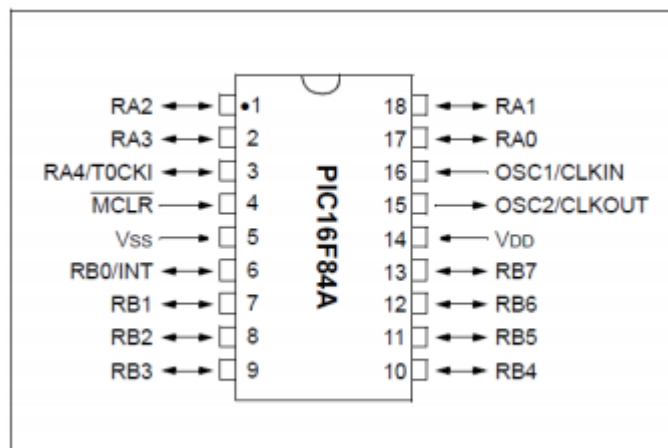 RA2 •1 18 RA1
RA3 2 17 RA0
RA4/T0CKI 3 16 OSC1/CLKIN
MCLR 4 15 OSC2/CLKOUT
VSS 5 14 VDD
RB0/INT 6 13 RB7
RB1 7 12 RB6
RB2 8 11 RB5
RB3 9 10 RB4
PIC16F84A